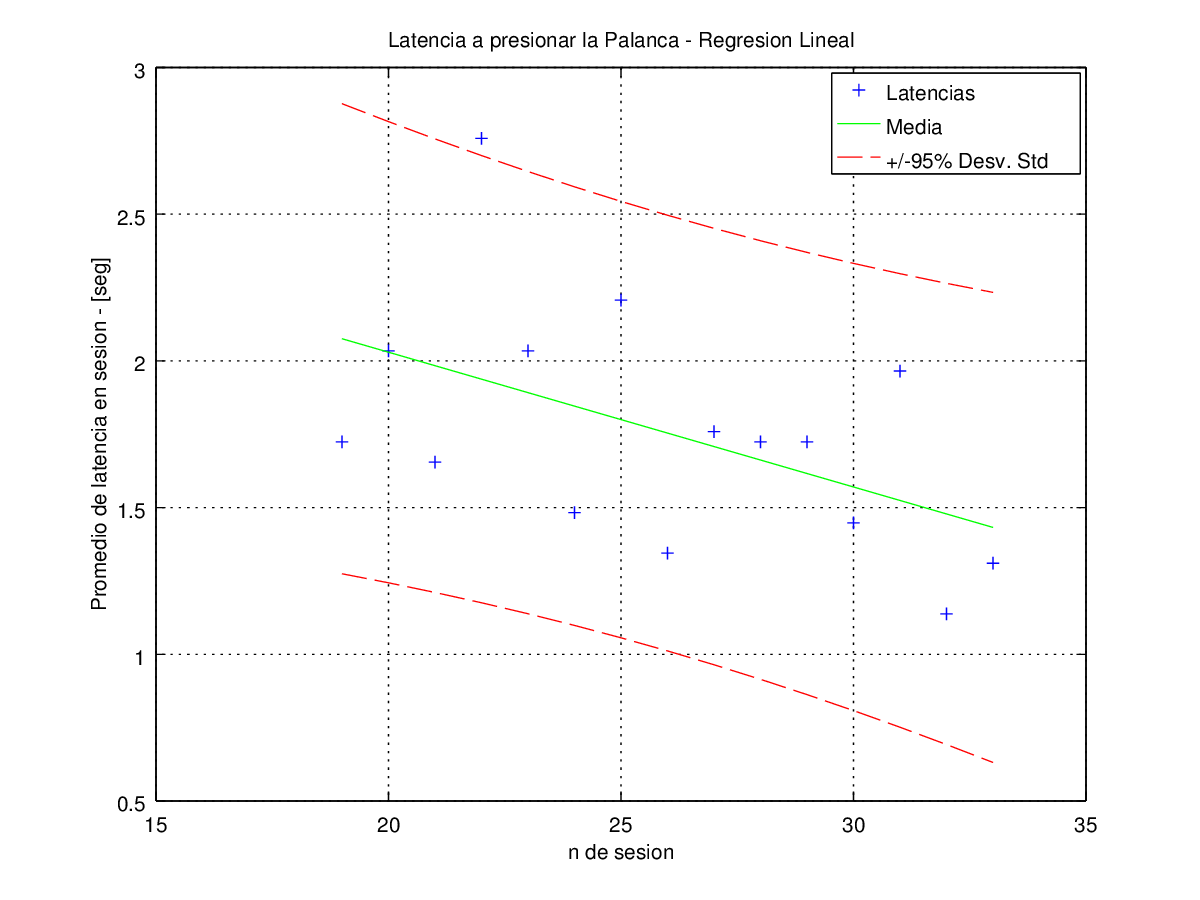 Latencia a presionar la Palanca - Regresion Lineal
Latencias
Media
+/-95% Desv. Std
Promedio de latencia en sesion - [seg]
3
2.5
2
1.5
1
0.5
15 20 25 30 35
n de sesion